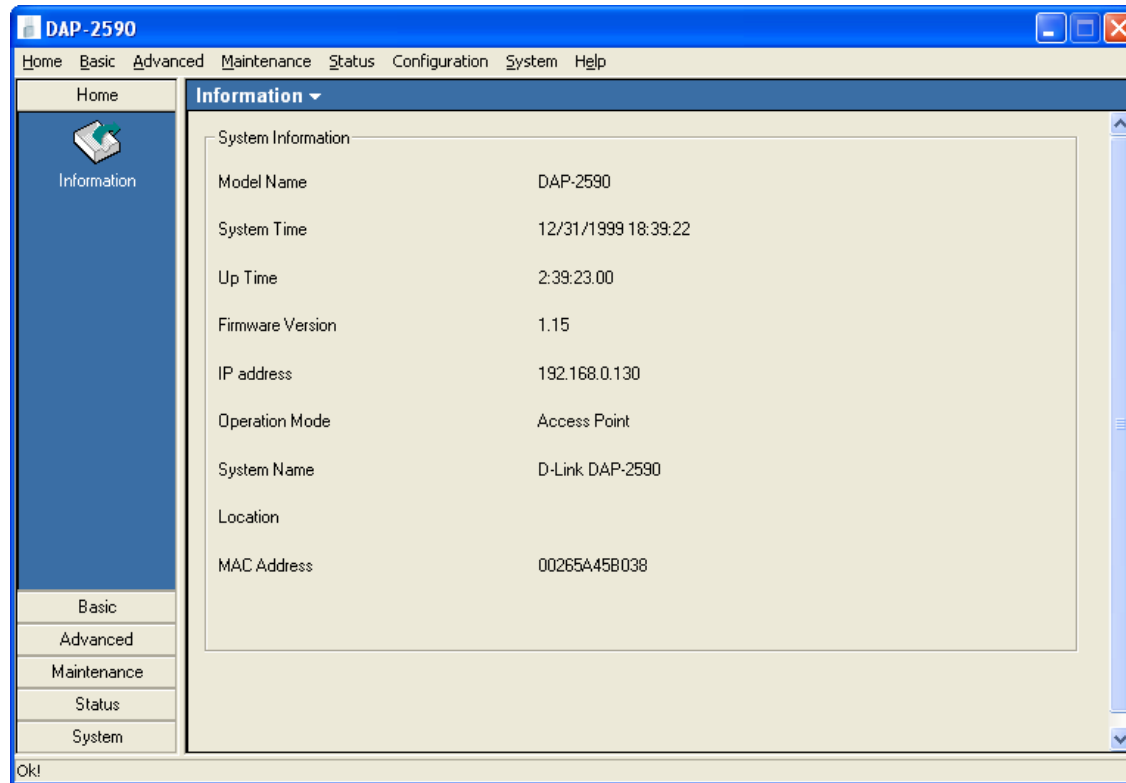 DAP-2590
Home Basic Advanced Maintenance Status Configuration System Help
Home
Information
Basic
Advanced
Maintenance
Status
System
Information
System Information
Model Name DAP-2590
System Time 12/31/1999 18:39:22
Up Time 2:39:23.00
Firmware Version 1.15
IP address 192.168.0.130
Operation Mode Access Point
System Name D-Link DAP-2590
Location
MAC Address 00265A45B038
Ok!